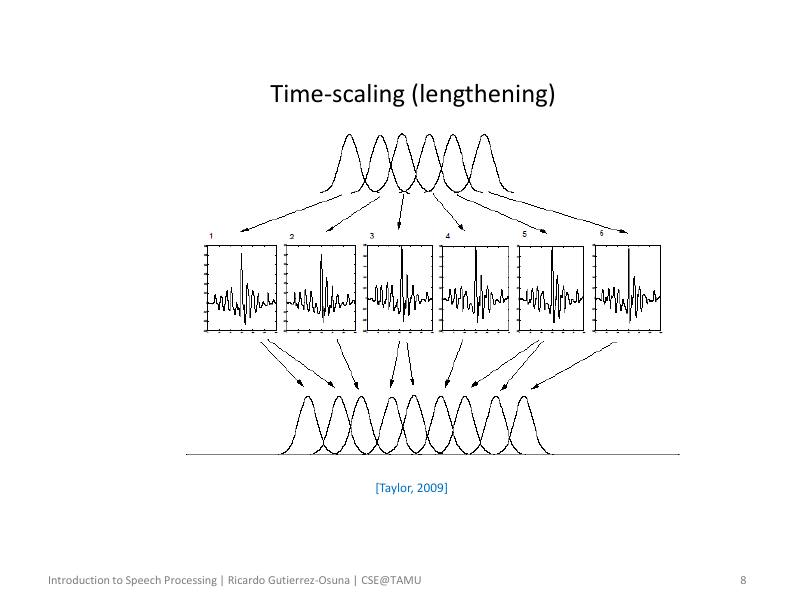 Time-scaling (lengthening)
1 2 3 4 5 6
[Taylor, 2009]
Introduction to Speech Processing | Ricardo Gutierrez-Osuna | CSE@TAMU 8